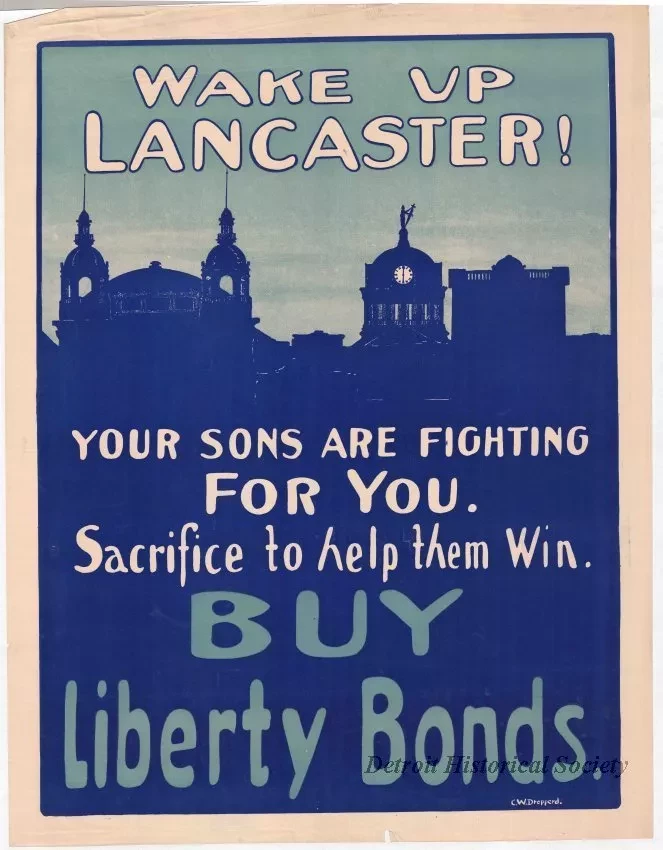 WAKE UP
LANCASTER!
YOUR SONS ARE FIGHTING
FOR YOU.
Sacrifice to help them Win.
BUY
Liberty Bonds.
Detroit Historical Society
C.W.Drepperd.